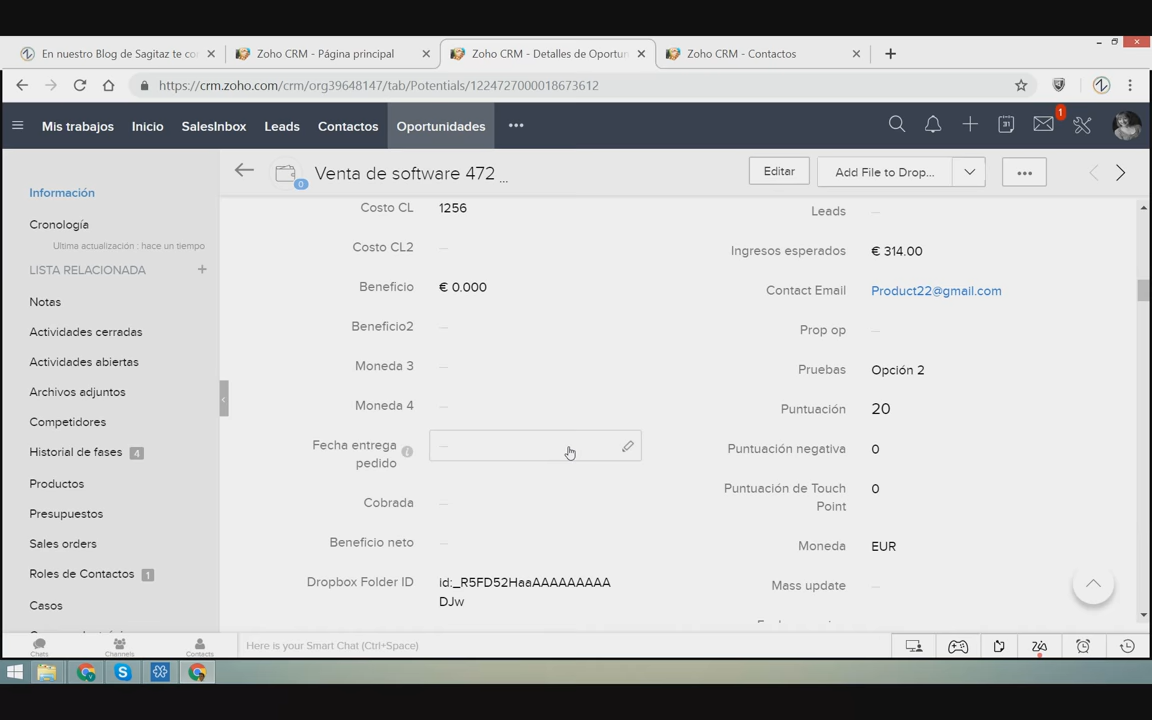 En nuestro Blog de Sagitaz te co
Zoho CRM - Página principal
Zoho CRM - Detalles de Oportun
Zoho CRM - Contactos
https://crm.zoho.com/crm/org39648147/tab/Potentials/1224727000018673612
Mis trabajos
Inicio
SalesInbox
Leads
Contactos
Oportunidades
31
1
0
Venta de software 472 ...
Editar
Add File to Drop...
Información
Cronología
Ultima actualización : hace un tiempo
LISTA RELACIONADA
Notas
Actividades cerradas
Actividades abiertas
Archivos adjuntos
Competidores
Historial de fases 4
Productos
Presupuestos
Sales orders
Roles de Contactos 1
Casos
Costo CL 1256
Costo CL2 —
Beneficio € 0.000
Beneficio2 —
Moneda 3 —
Moneda 4 —
Fecha entrega
pedido —
Cobrada —
Beneficio neto —
Dropbox Folder ID id:_R5FD52HaaAAAAAAAAA
DJw
Leads —
Ingresos esperados € 314.00
Contact Email Product22@gmail.com
Prop op —
Pruebas Opción 2
Puntuación 20
Puntuación negativa 0
Puntuación de Touch
Point 0
Moneda EUR
Mass update —
Chats
Channels
Contacts
Here is your Smart Chat (Ctrl+Space)